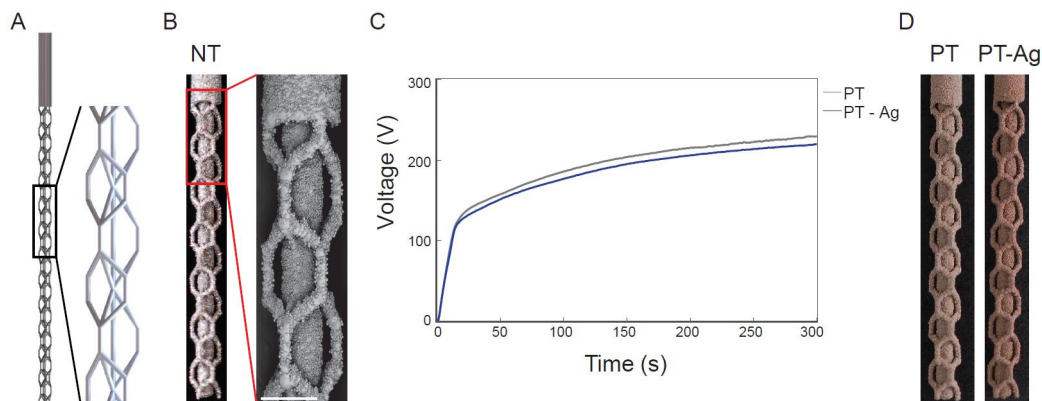 A
B
C
D
NT
PT
PT-Ag
300
200
100
0
Voltage (V)
0
50
100
150
200
250
300
Time (s)
PT
PT - Ag